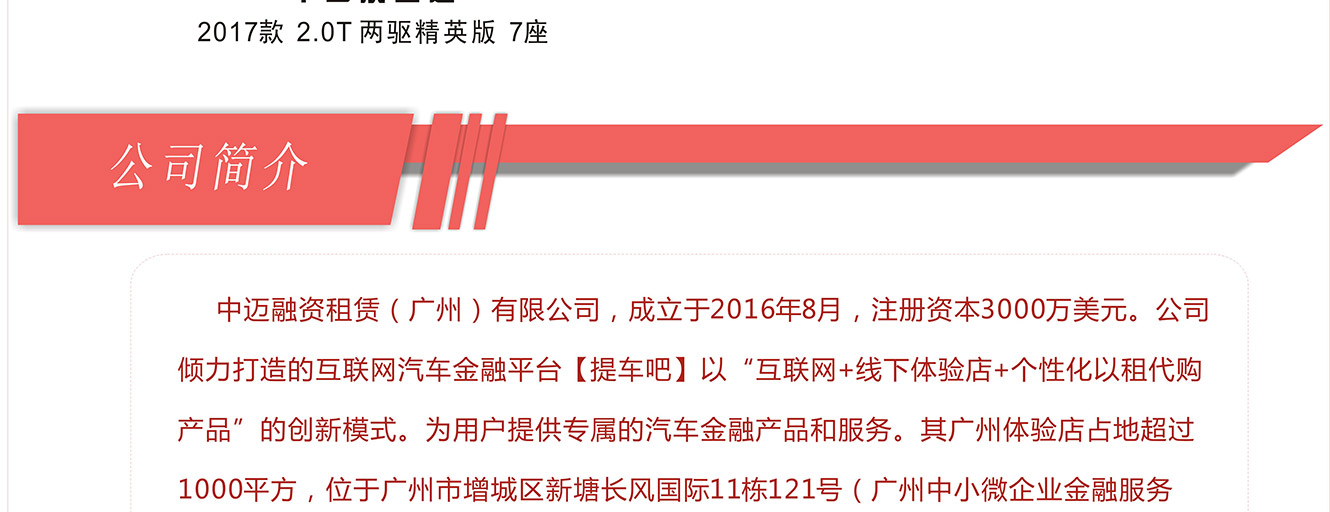 2017款 2.0T 两驱精英版 7座
公司简介
中迈融资租赁（广州）有限公司，成立于2016年8月，注册资本3000万美元。公司
倾力打造的互联网汽车金融平台【提车吧】以“互联网+线下体验店+个性化以租代购
产品”的创新模式。为用户提供专属的汽车金融产品和服务。其广州体验店占地超过
1000平方，位于广州市增城区新塘长风国际11栋121号（广州中小微企业金融服务